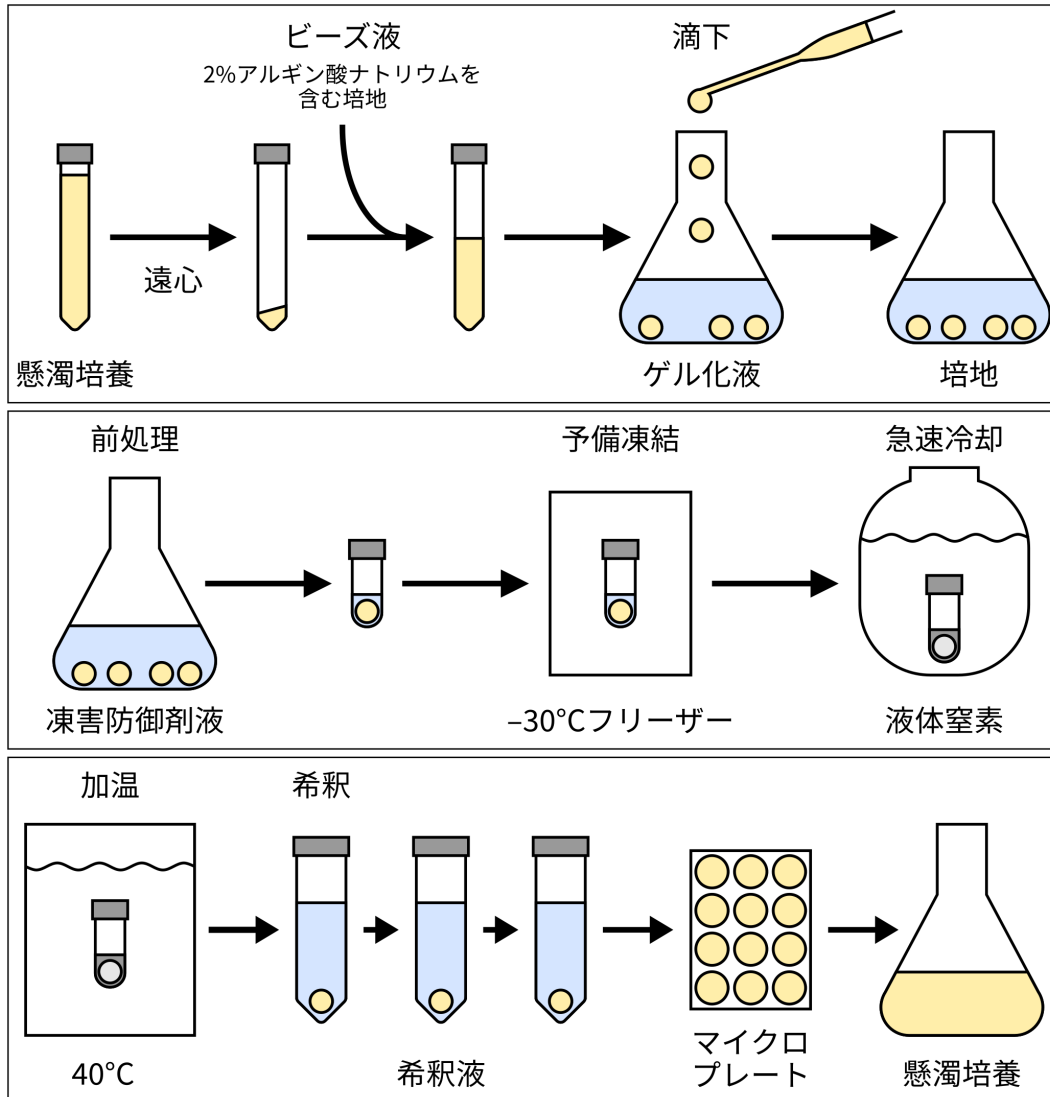 ビーズ液
2%アルギン酸ナトリウムを
含む培地
滴下
遠心
懸濁培養
ゲル化液
培地
前処理
予備凍結
急速冷却
凍害防御剤液
–30°Cフリーザー
液体窒素
加温
希釈
40°C
希釈液
マイクロ
プレート
懸濁培養